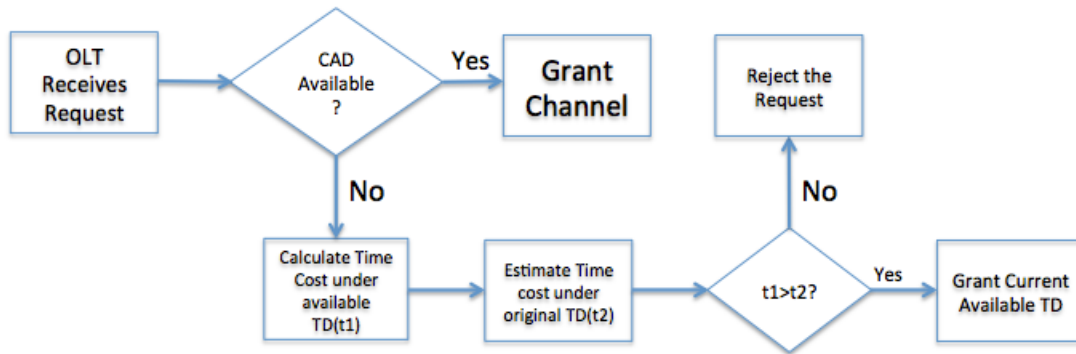 OLT
Receives
Request
CAD
Available
?
Yes
Grant
Channel
Reject the
Request
No
No
Calculate Time
Cost under
available
TD(t1)
Estimate Time
cost under
original TD(t2)
t1>t2?
Yes
Grant Current
Available TD